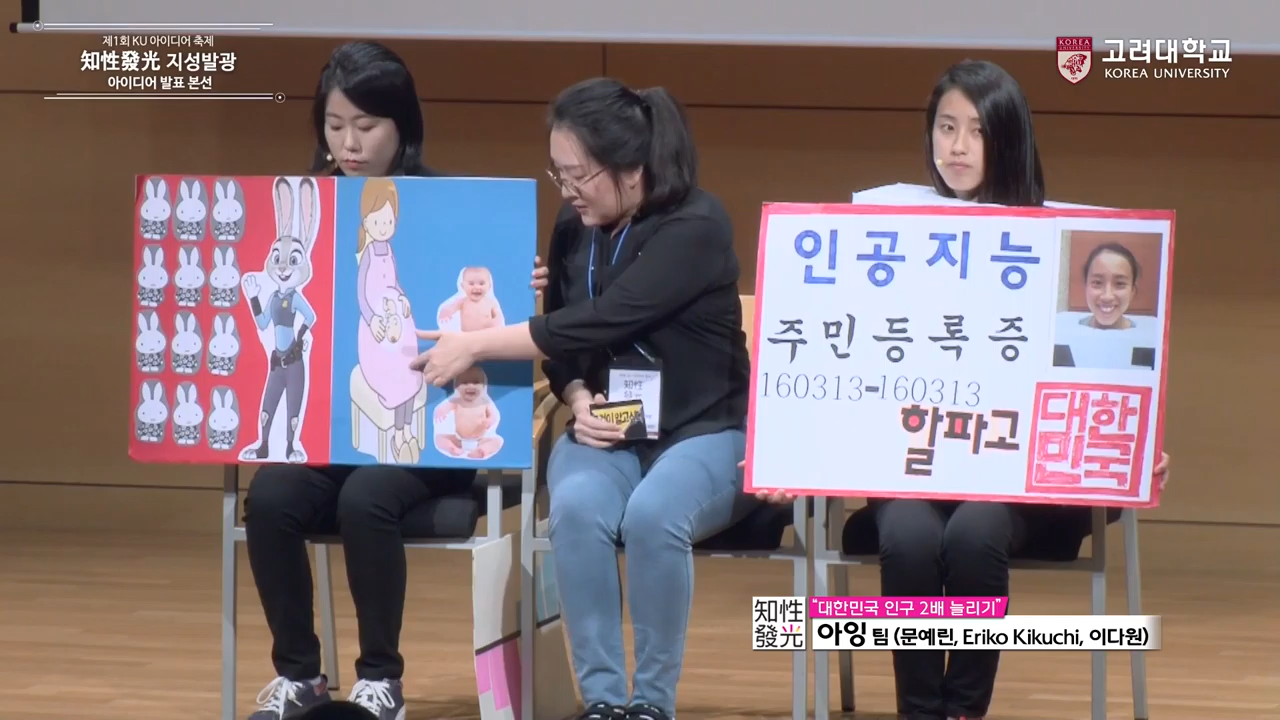 제1회 KU 아이디어 축제
知性發光 지성발광
아이디어 발표 본선
KOREA
고려대학교
KOREA UNIVERSITY
인공지능
주민등록증
160313-160313
알파고
대한
민국
知性
知性
發光
"대한민국 인구 2배 늘리기"
아잉 팀 (문예린, Eriko Kikuchi, 이다원)